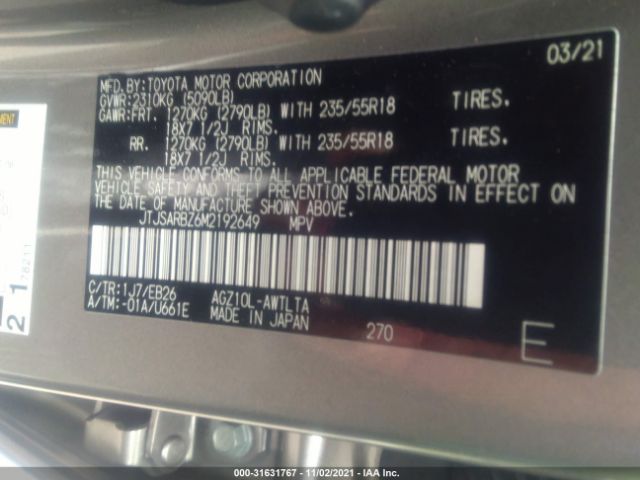 03/21
MFD.BY:TOYOTA MOTOR CORPORATION
GVWR:2310KG (5090LB)
GAWR:FRT. 1270KG (2790LB) WITH 235/55R18 TIRES.
18X7 1/2J RIMS.
RR. 1270KG (2790LB) WITH 235/55R18 TIRES.
18X7 1/2J RIMS.
THIS VEHICLE CONFORMS TO ALL APPLICABLE FEDERAL MOTOR
VEHICLE SAFETY AND THEFT PREVENTION STANDARDS IN EFFECT ON
THE DATE OF MANUFACTURE SHOWN ABOVE.
JTJSARBZ6M2192649 MPV
C/TR:1J7/EB26 AGZ10L-AWTLTA
A/TM:-01A/U661E MADE IN JAPAN 270
E
000-31631767 - 11/02/2021 - IAA Inc.